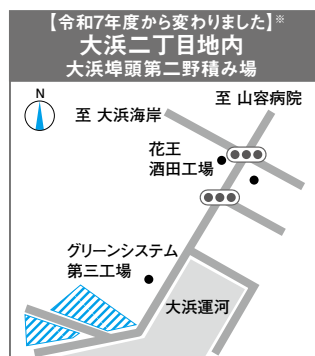 【令和7年度から変わりました】※
大浜二丁目地内
大浜埠頭第二野積み場
N
至 山容病院
至 大浜海岸
花王
酒田工場
グリーンシステム
第三工場
大浜運河